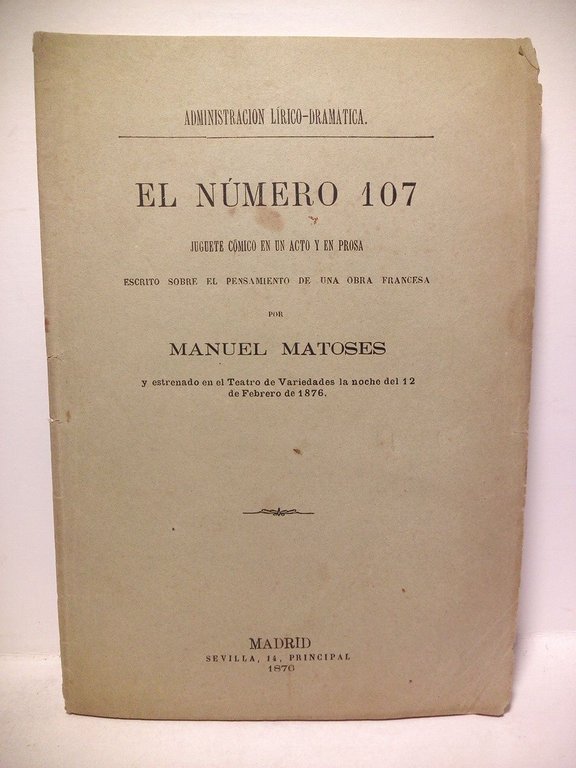 ADMINISTRACION LÍRICO-DRAMATICA.
EL NÚMERO 107
JUGUETE CÓMICO EN UN ACTO Y EN PROSA
ESCRITO SOBRE EL PENSAMIENTO DE UNA OBRA FRANCESA
POR
MANUEL MATOSES
y estrenado en el Teatro de Variedades la noche del 12
de Febrero de 1876.
MADRID
SEVILLA, 14, PRINCIPAL
1876